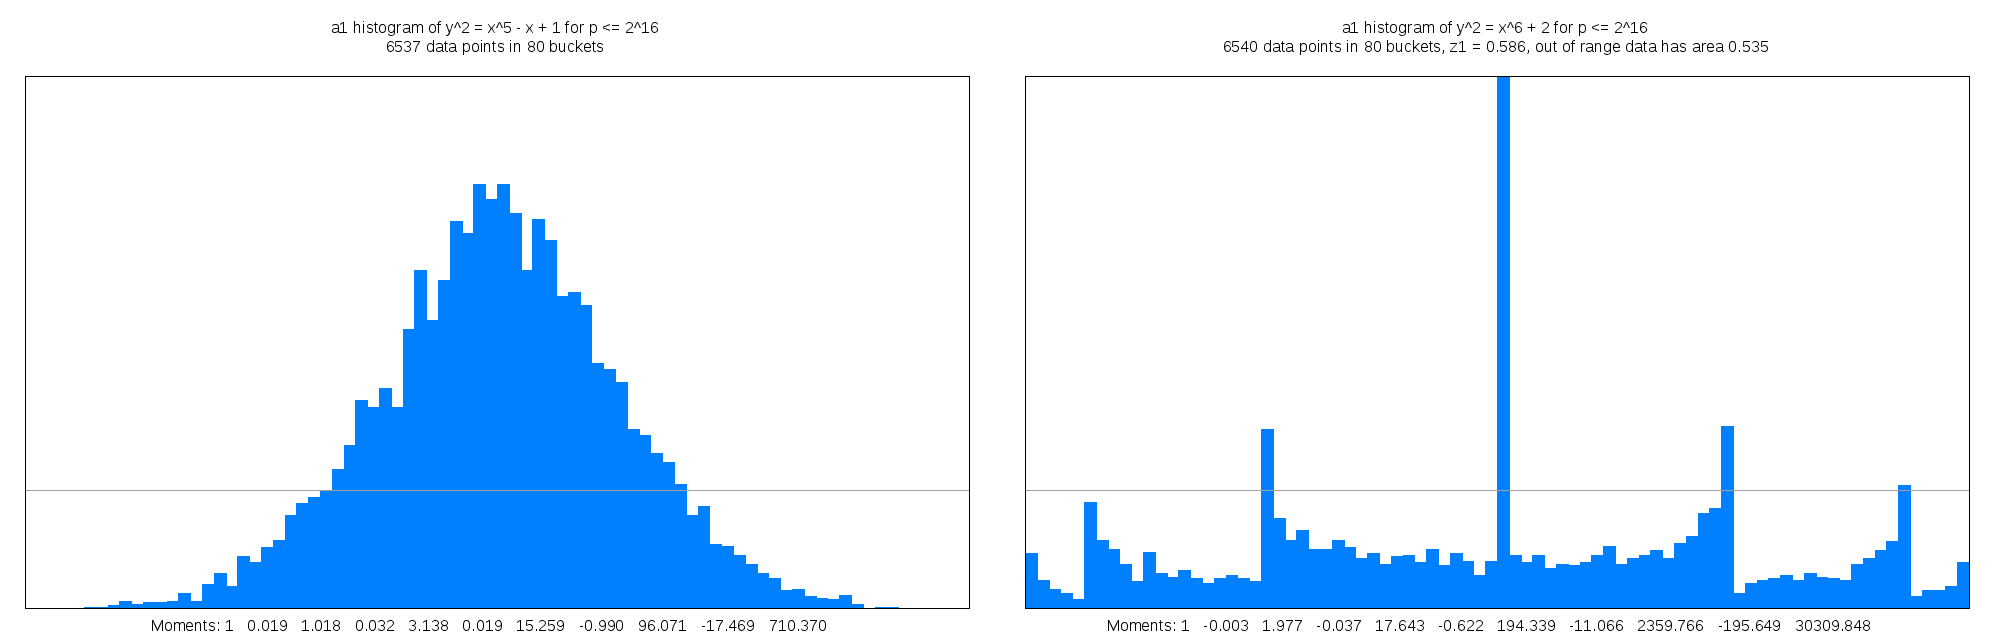 a1 histogram of y^2 = x^5 - x + 1 for p <= 2^16
6537 data points in 80 buckets
Moments: 1 0.019 1.018 0.032 3.138 0.019 15.259 -0.990 96.071 -17.469 710.370
a1 histogram of y^2 = x^6 + 2 for p <= 2^16
6540 data points in 80 buckets, z1 = 0.586, out of range data has area 0.535
Moments: 1 -0.003 1.977 -0.037 17.643 -0.622 194.339 -11.066 2359.766 -195.649 30309.848